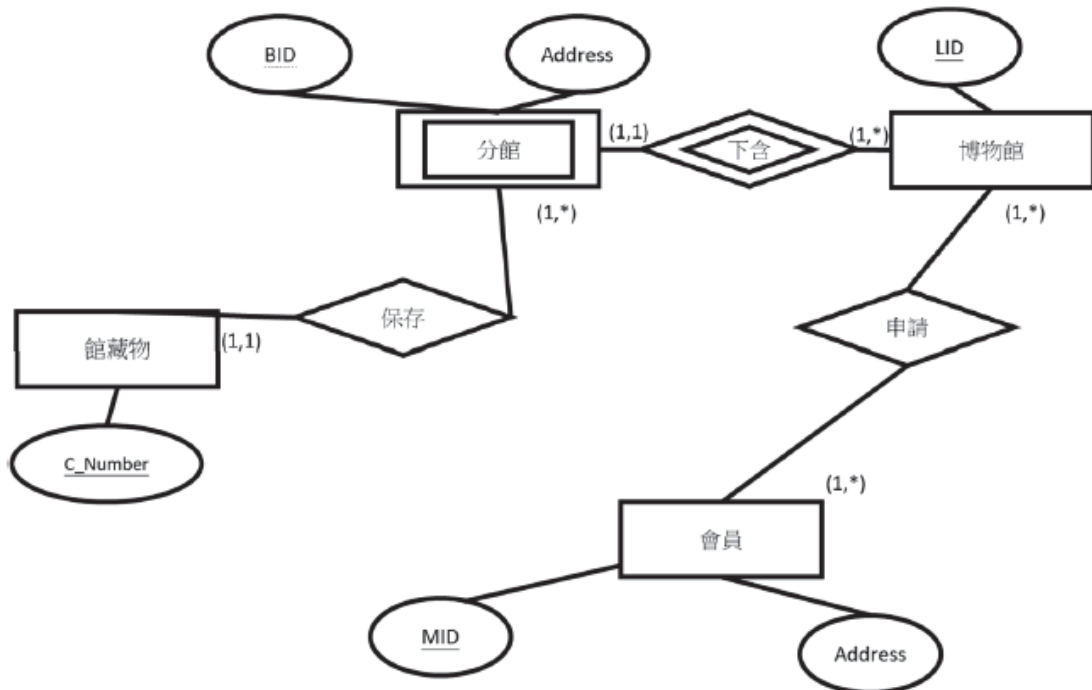 BID
Address
LID
分館
(1,1)
下含
(1,*)
博物館
(1,*)
(1,*)
保存
申請
館藏物
(1,1)
C_Number
(1,*)
會員
MID
Address